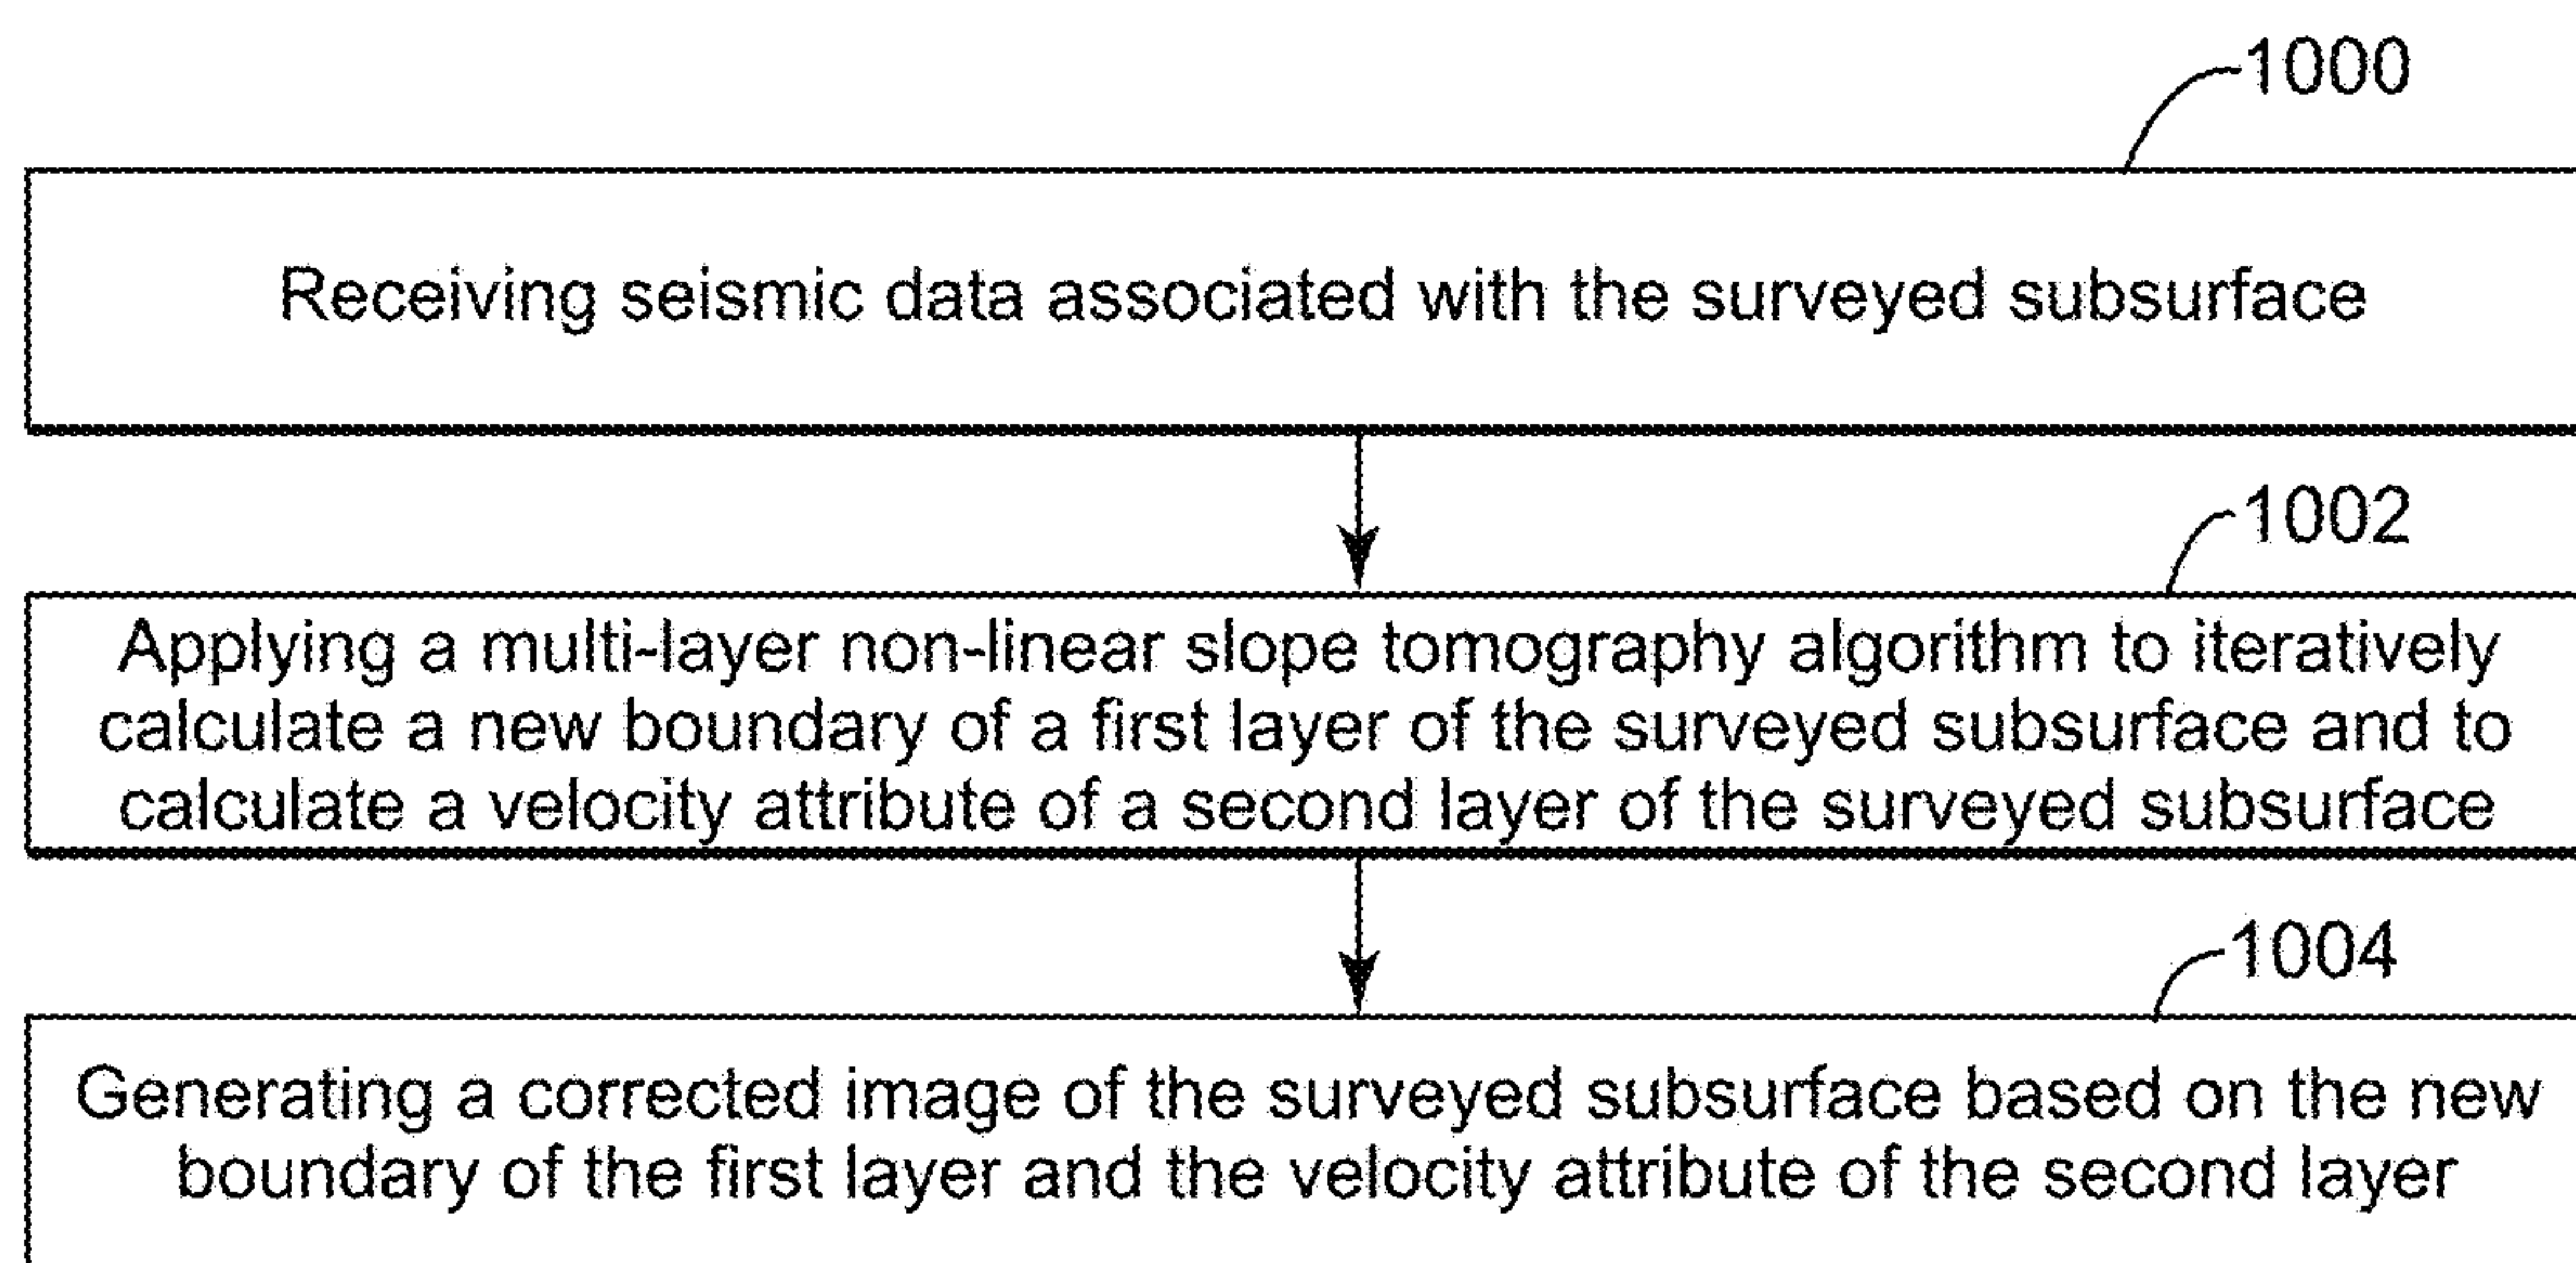 1000
Receiving seismic data associated with the surveyed subsurface
1002
Applying a multi-layer non-linear slope tomography algorithm to iteratively
calculate a new boundary of a first layer of the surveyed subsurface and to
calculate a velocity attribute of a second layer of the surveyed subsurface
1004
Generating a corrected image of the surveyed subsurface based on the new
boundary of the first layer and the velocity attribute of the second layer